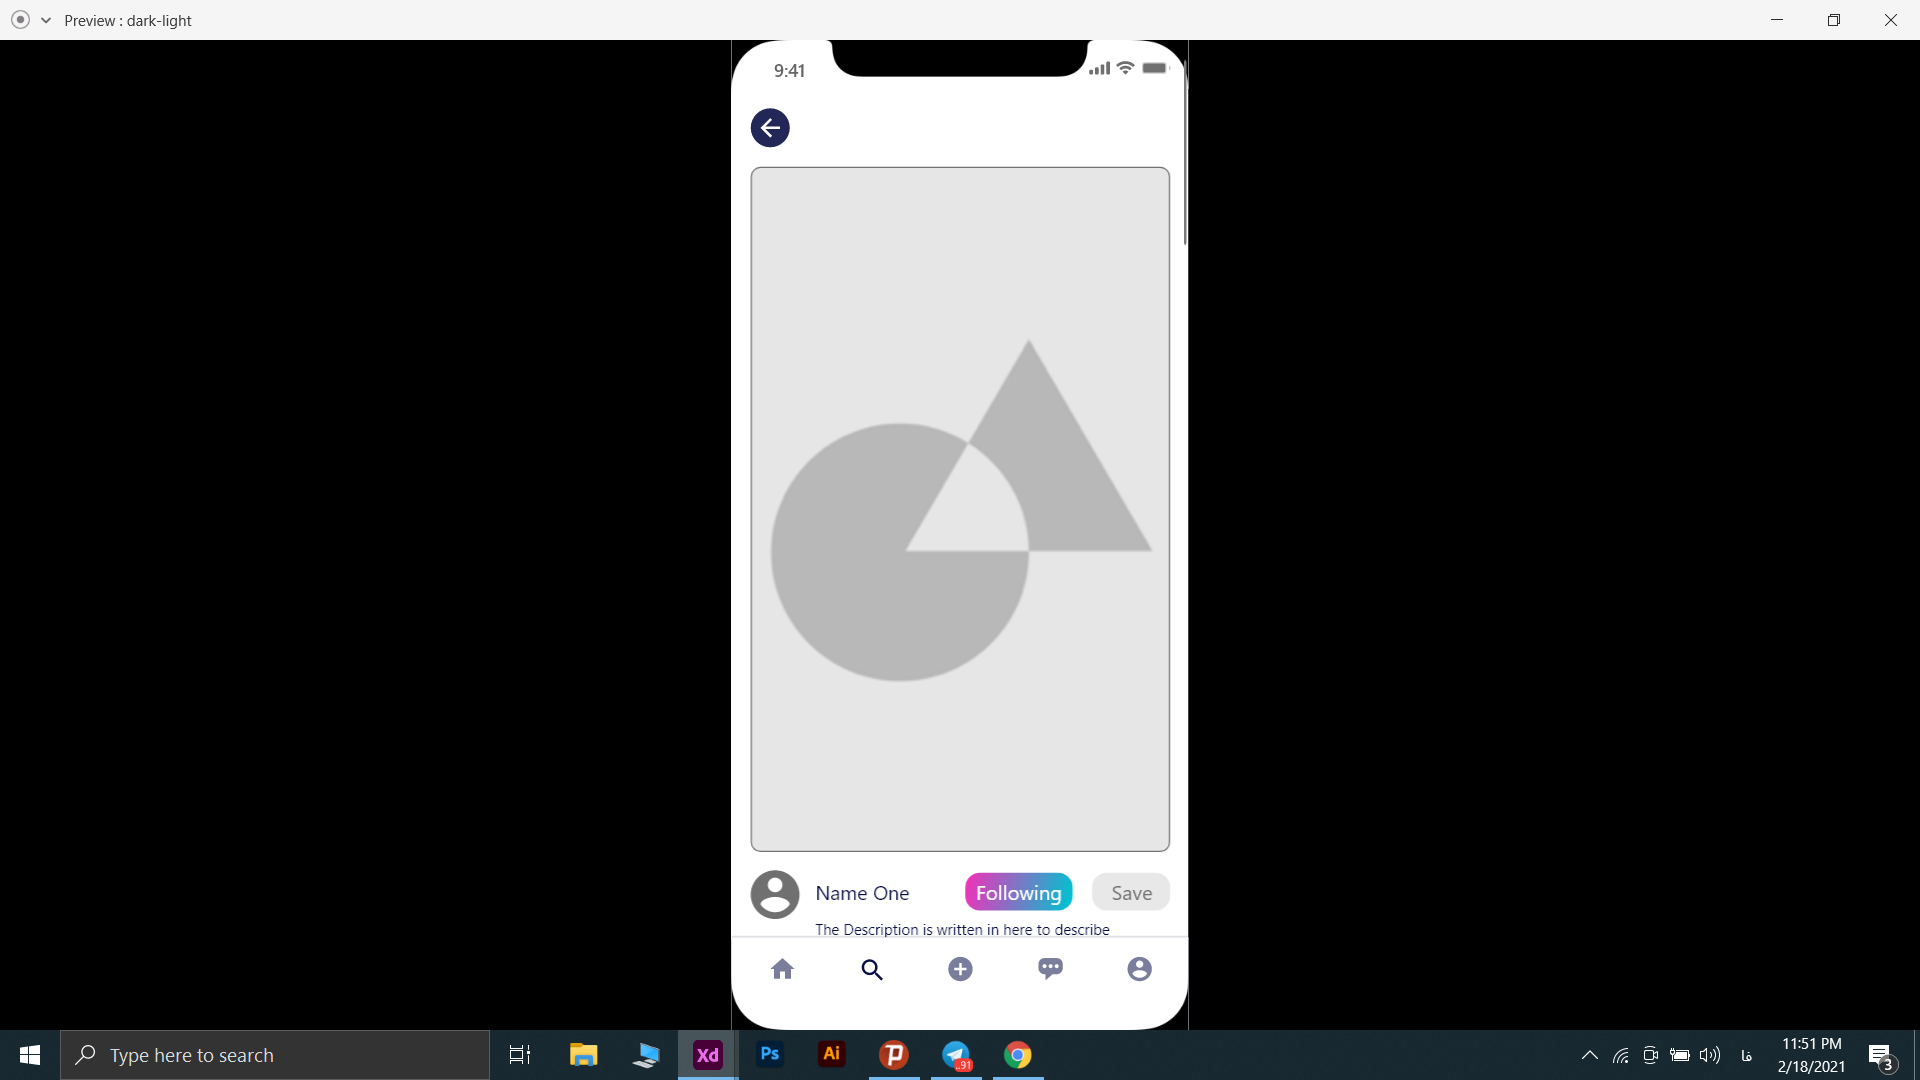 Preview : dark-light
9:41
Name One
Following
Save
The Description is written in here to describe
Type here to search
Xd
Ps
Ai
..91
فا
11:51 PM
2/18/2021
3